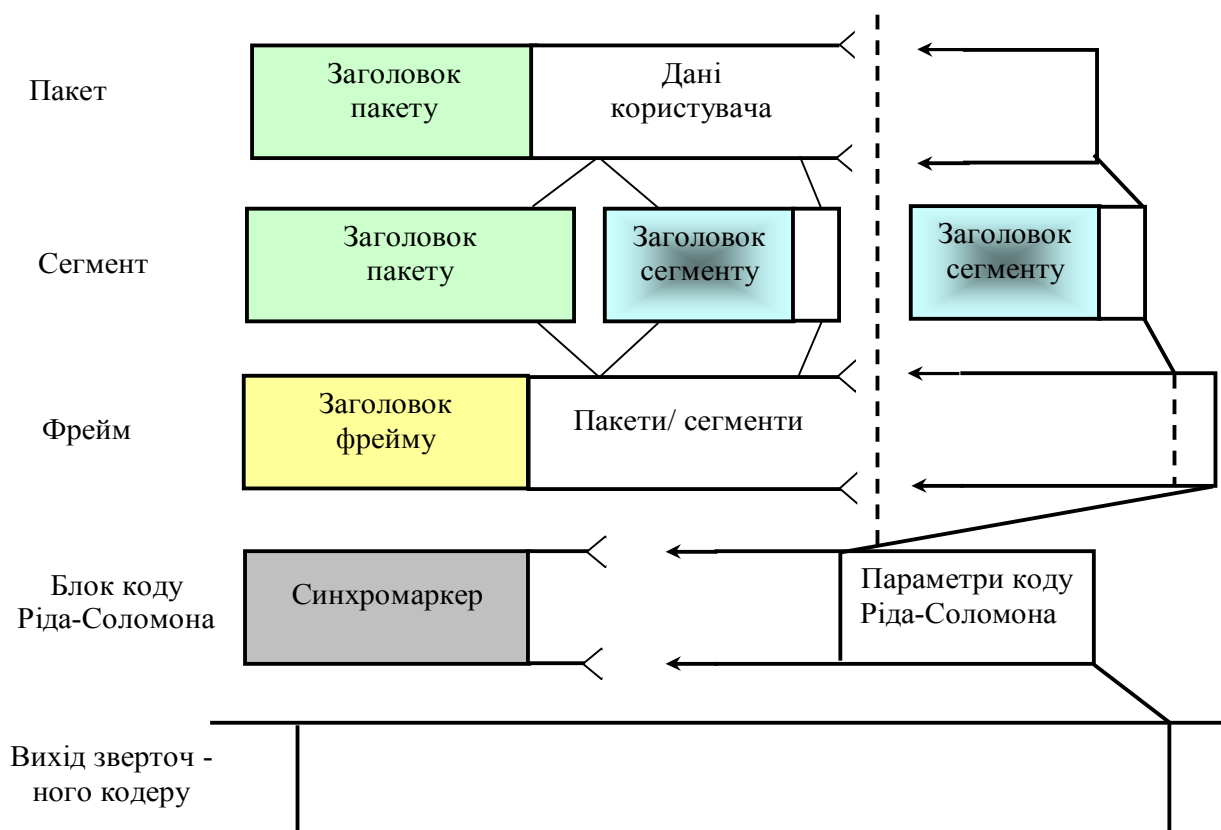 Пакет
Заголовок
пакету
Дані
користувача
Сегмент
Заголовок
пакету
Заголовок
сегменту
Заголовок
сегменту
Фрейм
Заголовок
фрейму
Пакети/ сегменти
Блок коду
Ріда-Соломона
Синхромаркер
Параметри коду
Ріда-Соломона
Вихід зверточ -
ного кодеру